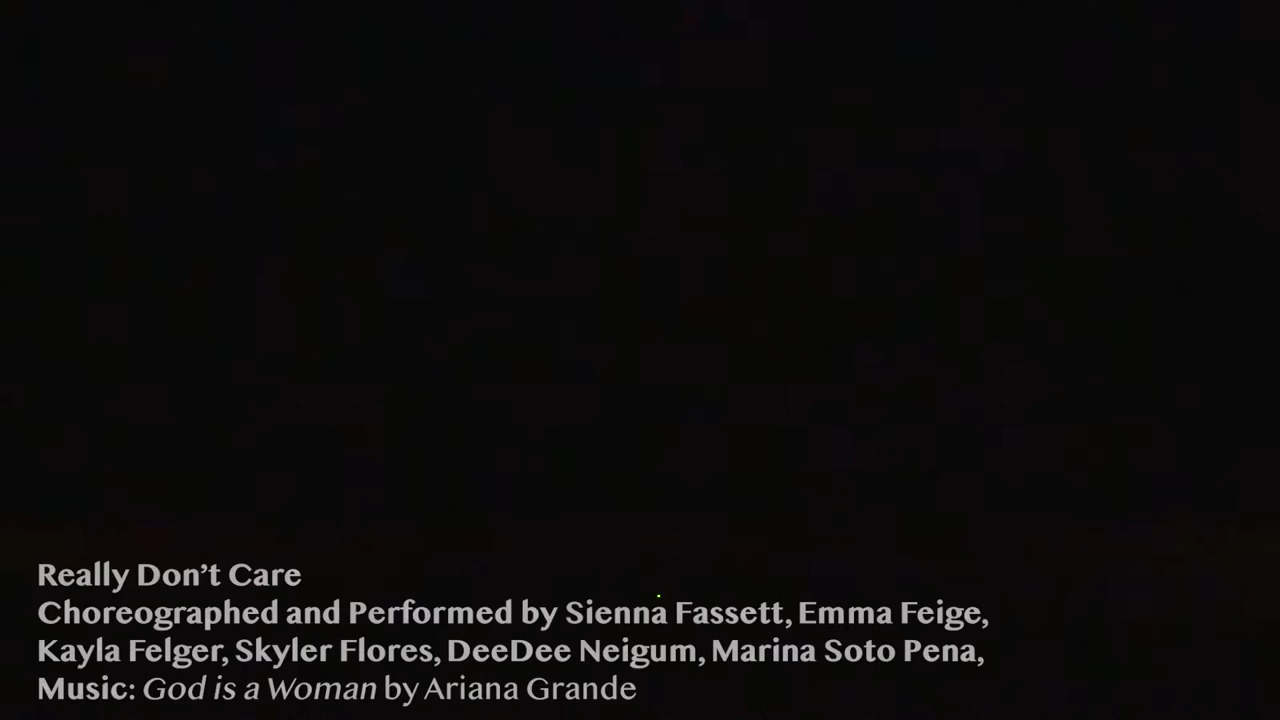 Really Don’t Care
Choreographed and Performed by Sienna Fassett, Emma Feige,
Kayla Felger, Skyler Flores, DeeDee Neigum, Marina Soto Pena,
Music: God is a Woman by Ariana Grande